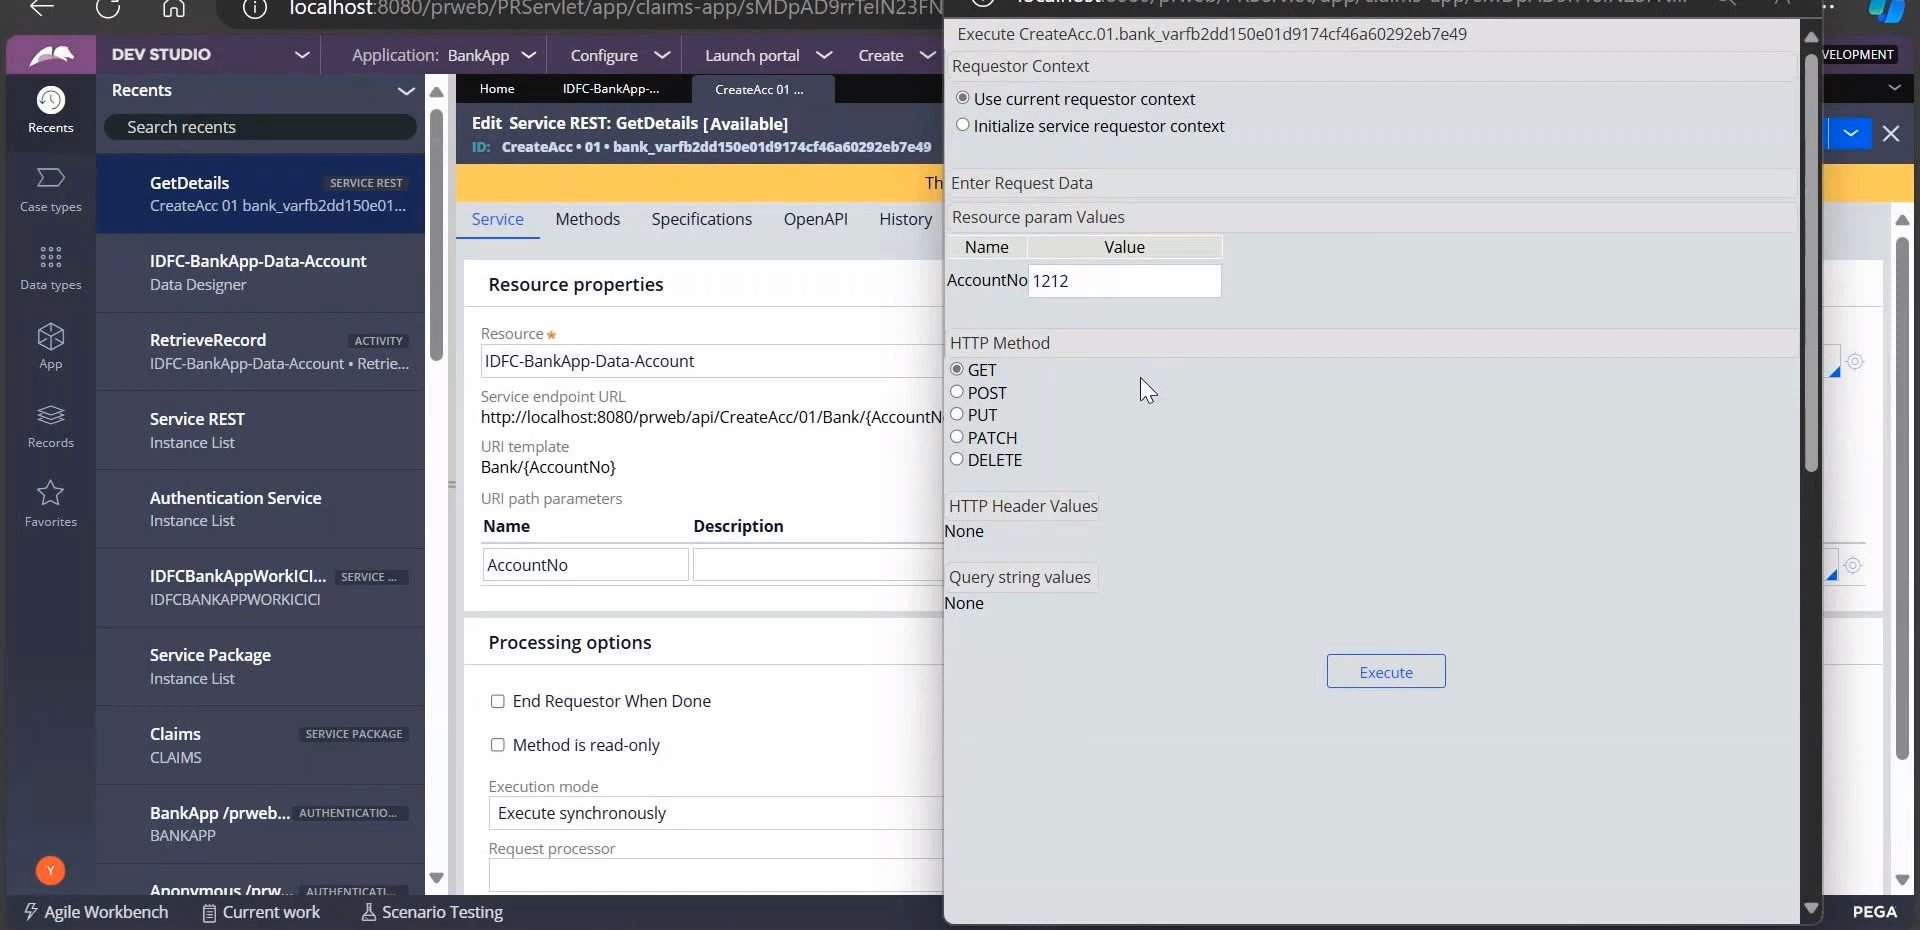 localhost:8080/prweb/PRServlet/app/claims-app/sMDpAD9rrTeIN23FN
DEV STUDIO
Application: BankApp
Configure
Launch portal
Create
VELOPMENT
Recents
Search recents
Recents
Case types
Data types
App
Records
Favorites
Y
GetDetails
SERVICE REST
CreateAcc 01 bank_varfb2dd150e01...
IDFC-BankApp-Data-Account
Data Designer
RetrieveRecord
ACTIVITY
IDFC-BankApp-Data-Account • Retrie...
Service REST
Instance List
Authentication Service
Instance List
IDFCBankAppWorkICI...
SERVICE ...
IDFCBANKAPPWORKICICI
Service Package
Instance List
Claims
SERVICE PACKAGE
CLAIMS
BankApp /prweb...
AUTHENTICATIO...
BANKAPP
Anonymous /prw...
AUTHENTICATI...
Home
IDFC-BankApp-...
CreateAcc 01 ...
Edit Service REST: GetDetails [Available]
ID: CreateAcc • 01 • bank_varfb2dd150e01d9174cf46a60292eb7e49
Th
Service
Methods
Specifications
OpenAPI
History
Resource properties
Resource
IDFC-BankApp-Data-Account
Service endpoint URL
http://localhost:8080/prweb/api/CreateAcc/01/Bank/{AccountN
URI template
Bank/{AccountNo}
URI path parameters
Name
Description
AccountNo
Processing options
End Requestor When Done
Method is read-only
Execution mode
Execute synchronously
Request processor
Execute CreateAcc.01.bank_varfb2dd150e01d9174cf46a60292eb7e49
Requestor Context
Use current requestor context
Initialize service requestor context
Enter Request Data
Resource param Values
Name
Value
AccountNo
1212
HTTP Method
GET
POST
PUT
PATCH
DELETE
HTTP Header Values
None
Query string values
None
Execute
Agile Workbench
Current work
Scenario Testing
PEGA